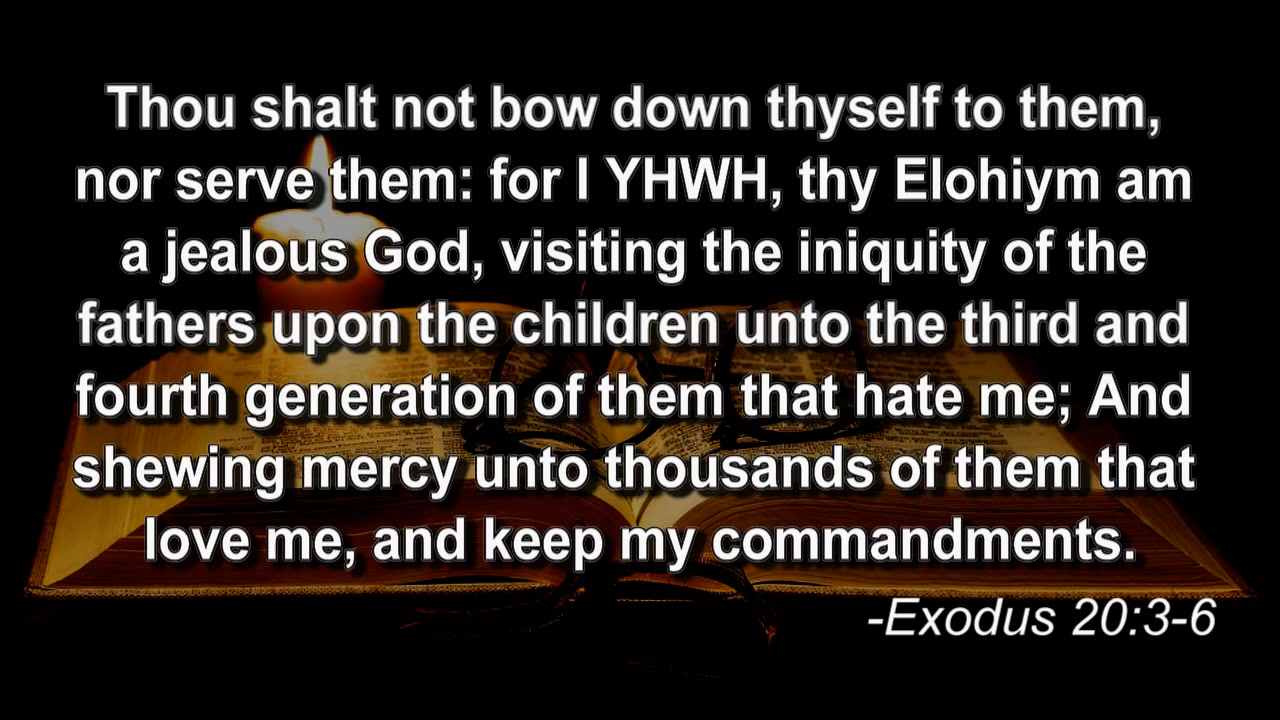 Thou shalt not bow down thyself to them,
nor serve them: for I YHWH, thy Elohiym am
a jealous God, visiting the iniquity of the
fathers upon the children unto the third and
fourth generation of them that hate me; And
shewing mercy unto thousands of them that
love me, and keep my commandments.
-Exodus 20:3-6